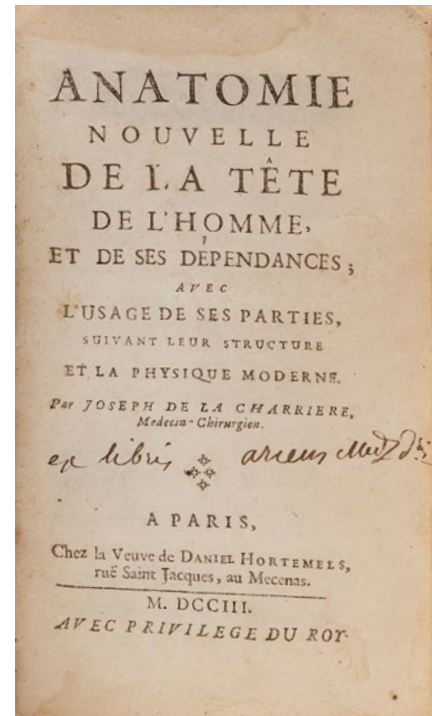 ANATOMIE
NOUVELLE
DE LA TÊTE
DE L'HOMME,
ET DE SES DEPENDANCES;
AVEC
L'USAGE DE SES PARTIES,
SUIVANT LEUR STRUCTURE
ET LA PHYSIQUE MODERNE.
Par JOSEPH DE LA CHARRIERE,
Medecin-Chirurgien.
ex libris
A PARIS,
Chez la Veuve de DANIEL HORTEMELS,
ruë Saint Jacques, au Mecenas.
M. DCCIII.
AVEC PRIVILEGE DU ROY.